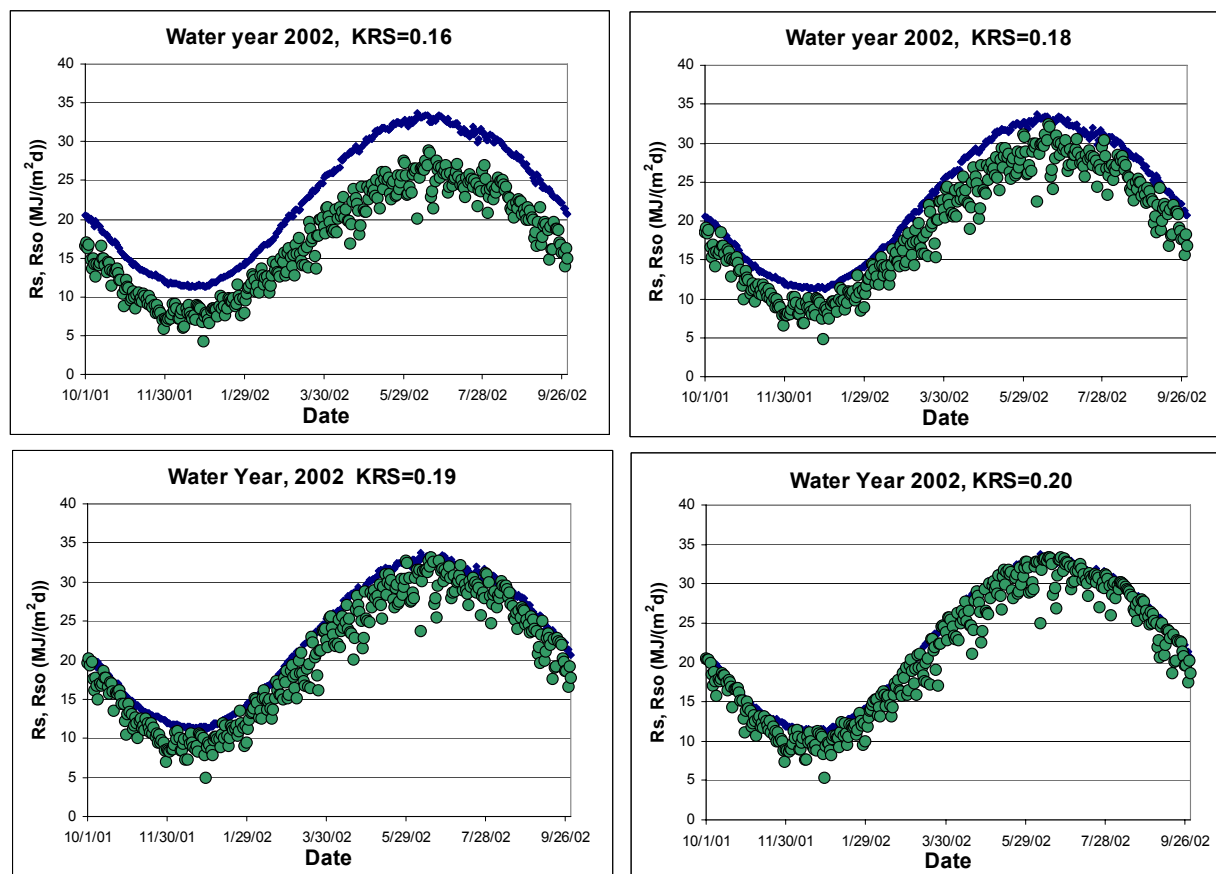 Water year 2002, KRS=0.16
Rs, Rso (MJ/(m²d))
40
35
30
25
20
15
10
5
0
10/1/01 11/30/01 1/29/02 3/30/02 5/29/02 7/28/02 9/26/02
Date
Water year 2002, KRS=0.18
Rs, Rso (MJ/(m²d))
40
35
30
25
20
15
10
5
0
10/1/01 11/30/01 1/29/02 3/30/02 5/29/02 7/28/02 9/26/02
Date
Water Year, 2002 KRS=0.19
Rs, Rso (MJ/(m²d))
40
35
30
25
20
15
10
5
0
10/1/01 11/30/01 1/29/02 3/30/02 5/29/02 7/28/02 9/26/02
Date
Water Year 2002, KRS=0.20
Rs, Rso (MJ/(m²d))
40
35
30
25
20
15
10
5
0
10/1/01 11/30/01 1/29/02 3/30/02 5/29/02 7/28/02 9/26/02
Date